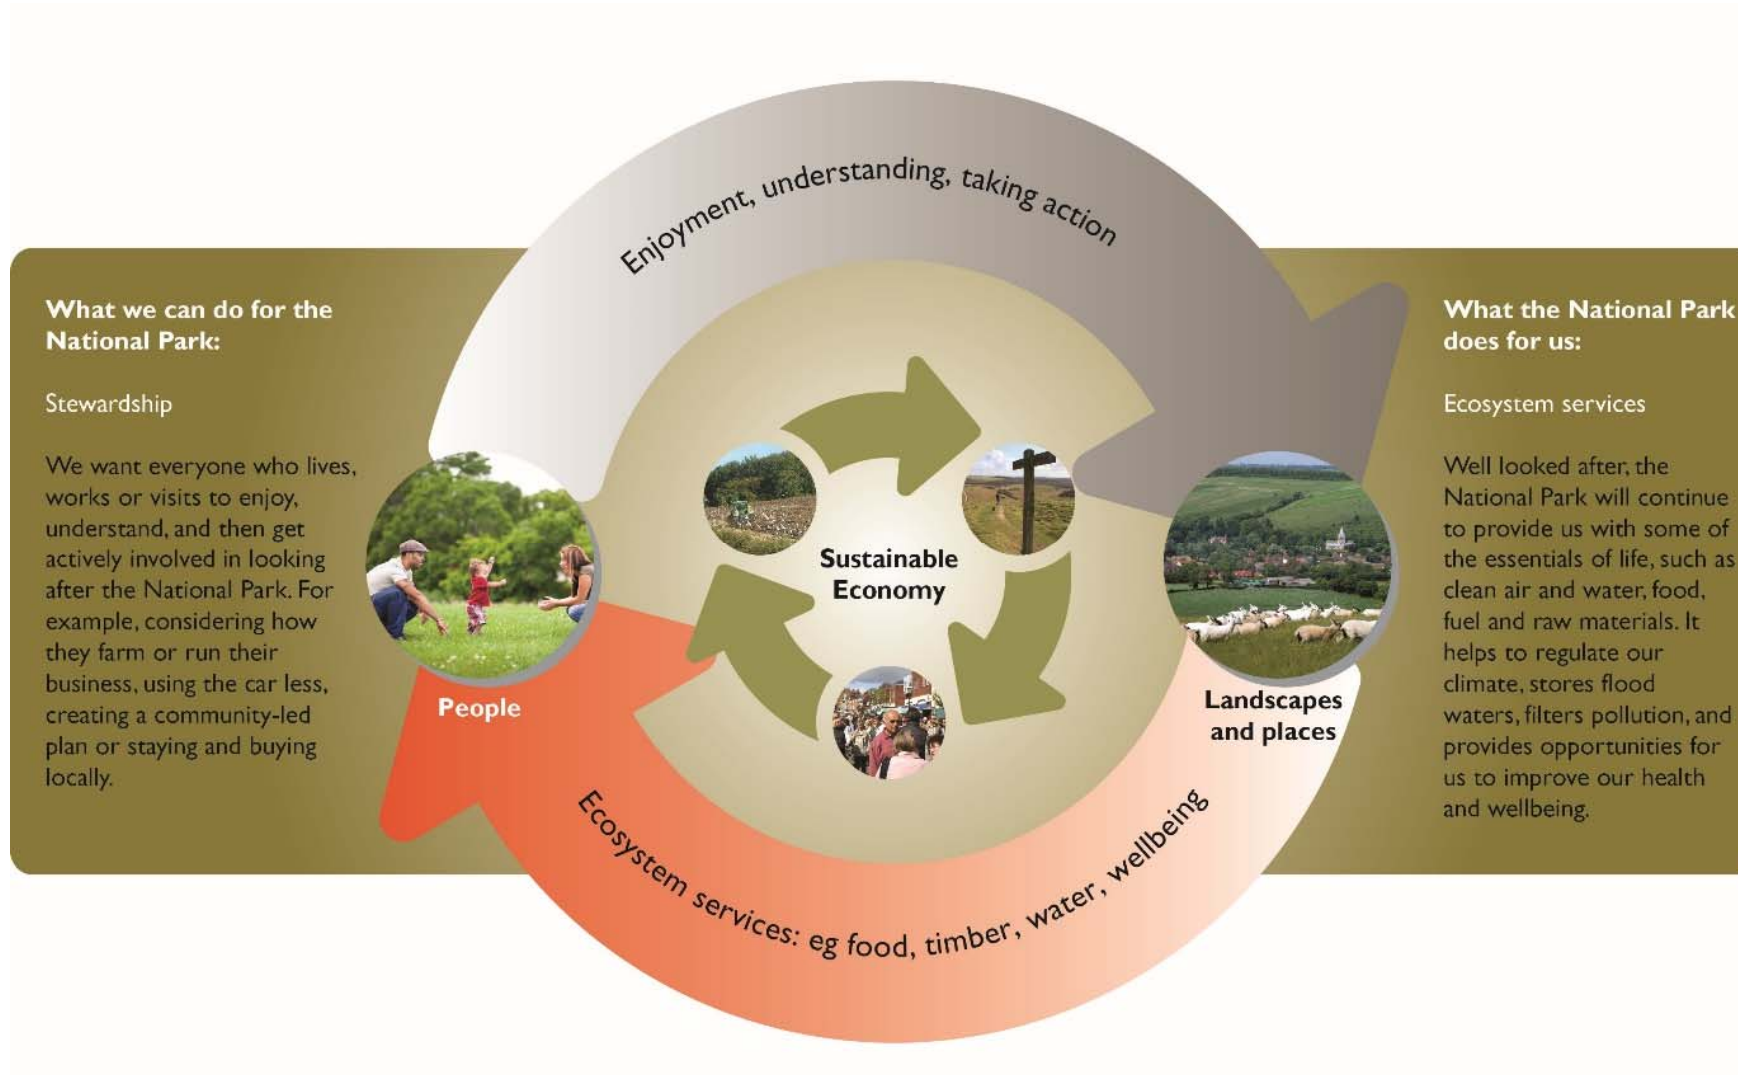 Enjoyment, understanding, taking action
What we can do for the
National Park:
Stewardship
We want everyone who lives,
works or visits to enjoy,
understand, and then get
actively involved in looking
after the National Park. For
example, considering how
they farm or run their
business, using the car less,
creating a community-led
plan or staying and buying
locally.
People
Sustainable
Economy
Landscapes
and places
Ecosystem services: eg food, timber, water, wellbeing
What the National Park
does for us:
Ecosystem services
Well looked after, the
National Park will continue
to provide us with some of
the essentials of life, such as
clean air and water, food,
fuel and raw materials. It
helps to regulate our
climate, stores flood
waters, filters pollution, and
provides opportunities for
us to improve our health
and wellbeing.